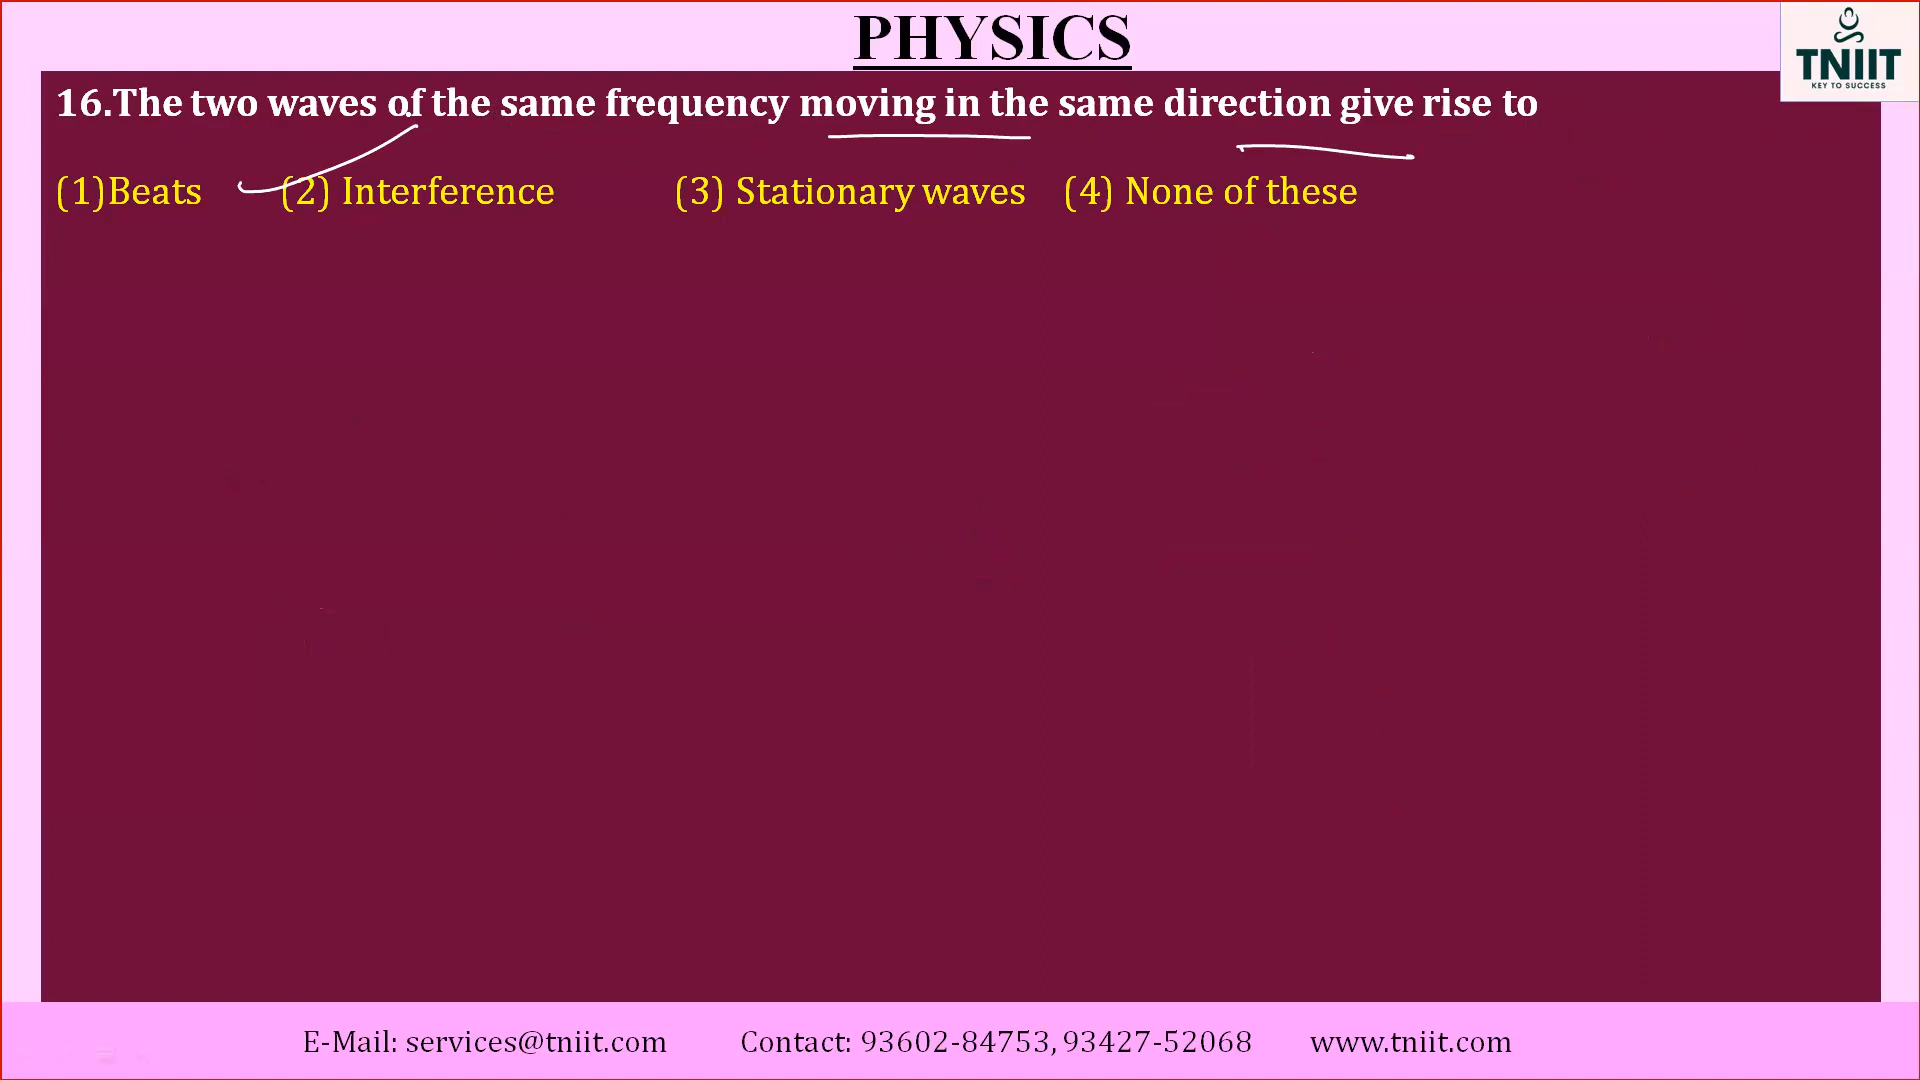 PHYSICS
TNIIT
KEY TO SUCCESS
16.The two waves of the same frequency moving in the same direction give rise to
(1)Beats (2) Interference (3) Stationary waves (4) None of these
E-Mail: services@tniit.com Contact: 93602-84753, 93427-52068 www.tniit.com